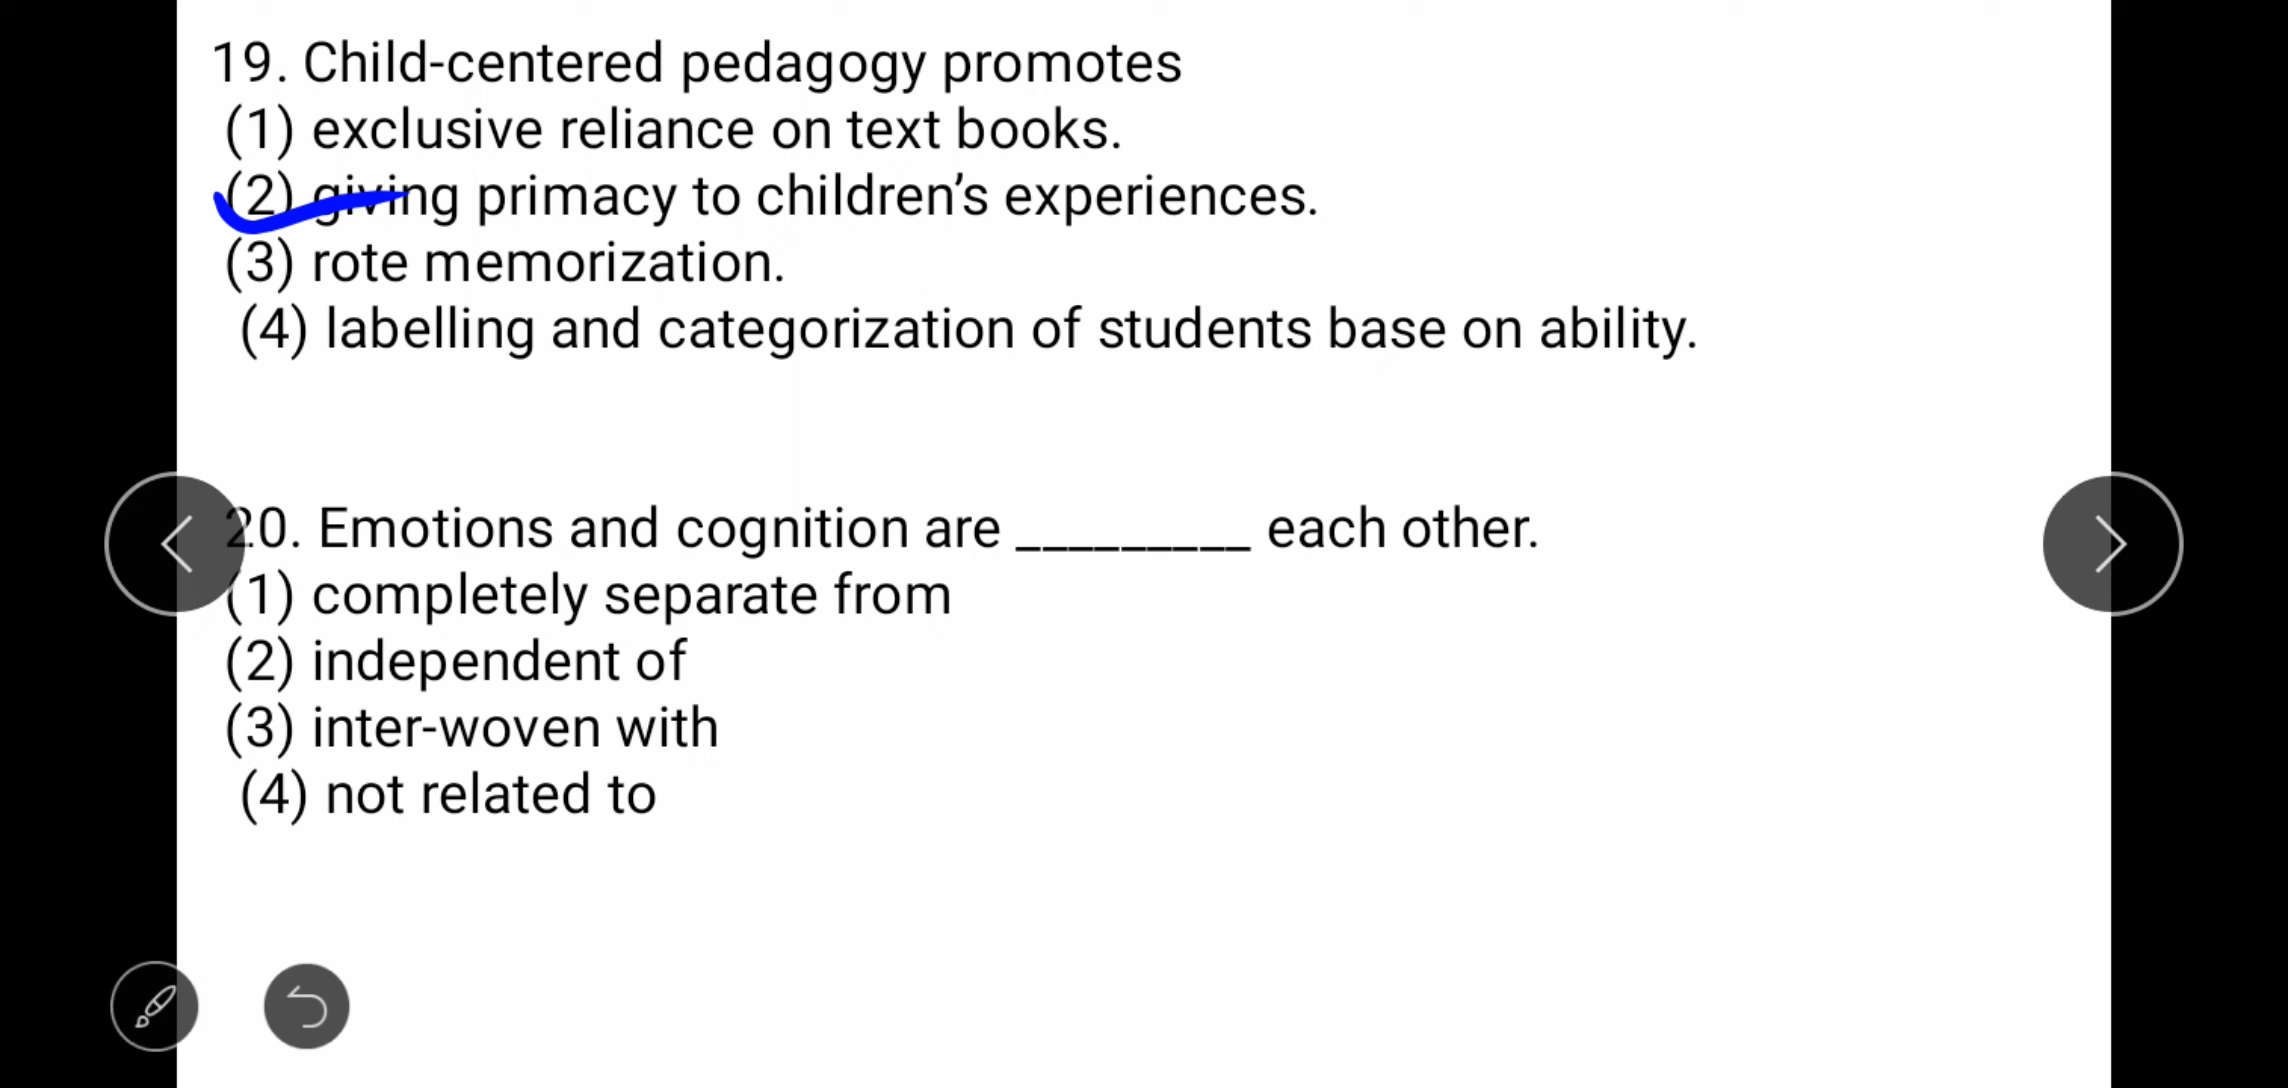 19. Child-centered pedagogy promotes
(1) exclusive reliance on text books.
(2) giving primacy to children’s experiences.
(3) rote memorization.
(4) labelling and categorization of students base on ability.
20. Emotions and cognition are _________ each other.
(1) completely separate from
(2) independent of
(3) inter-woven with
(4) not related to